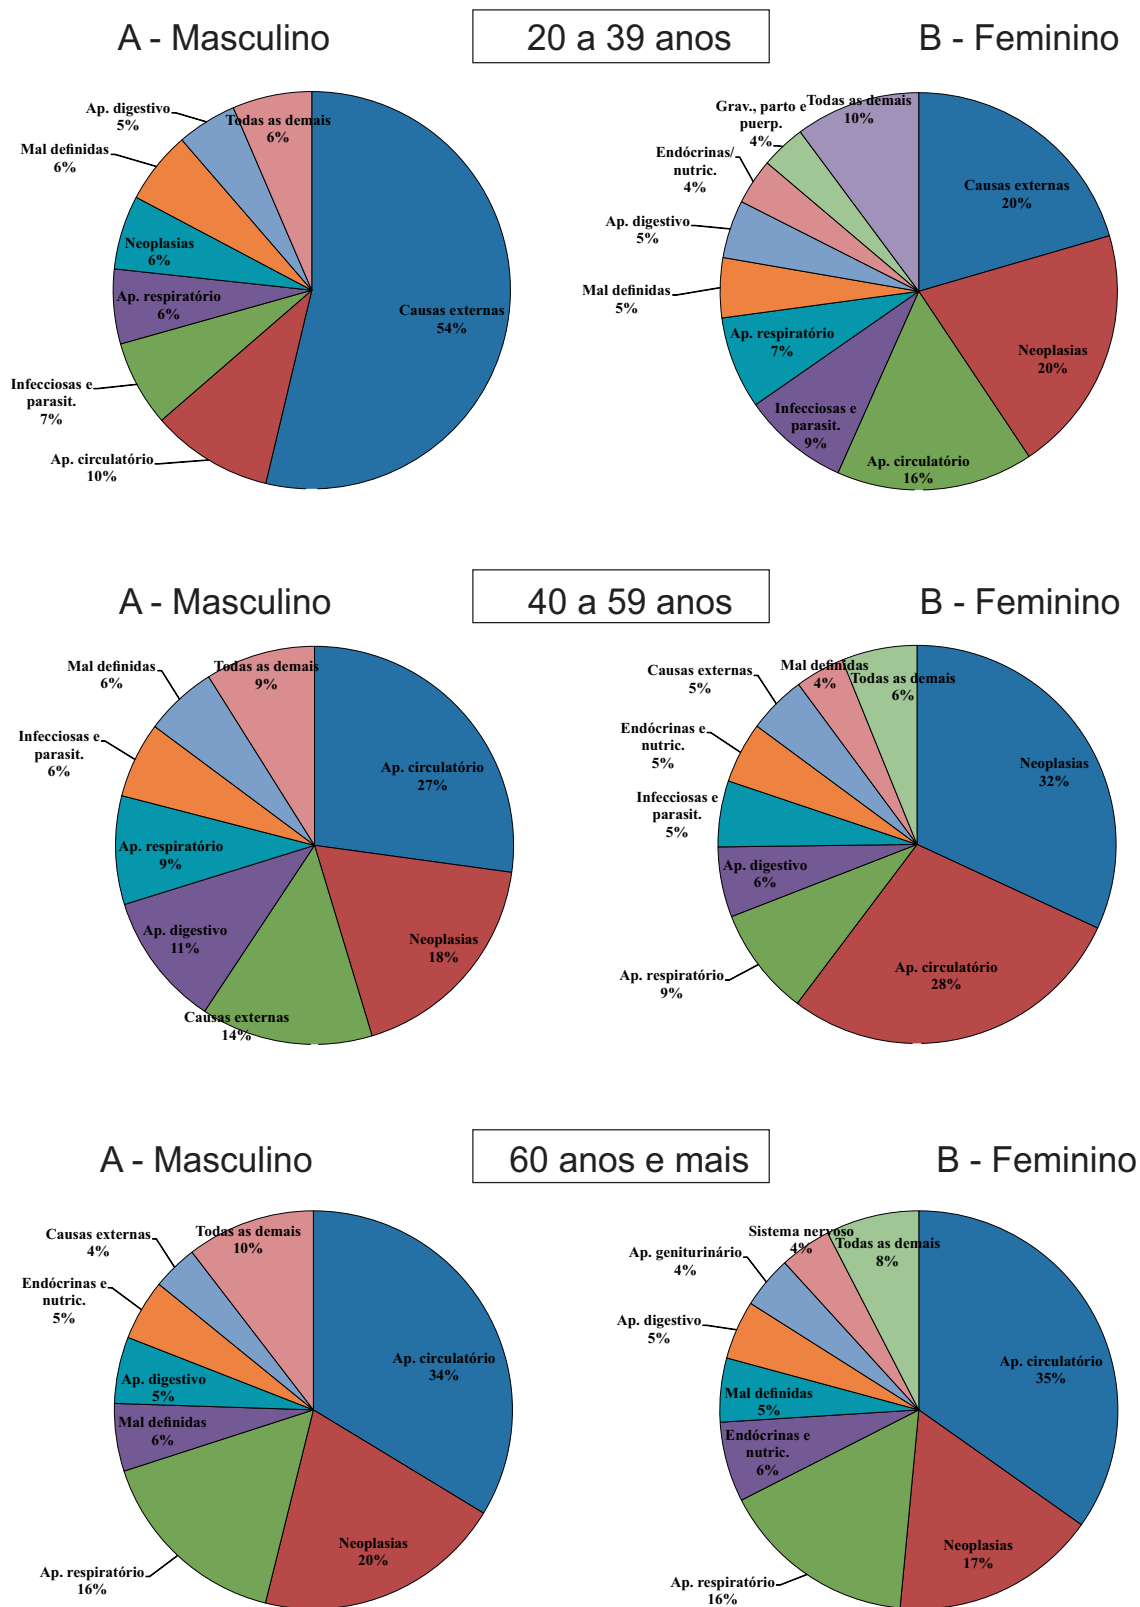 A - Masculino
20 a 39 anos
B - Feminino
Ap. digestivo
5%
Todas as demais
6%
Mal definidas
6%
Neoplasias
6%
Ap. respiratório
6%
Infecciosas e
parasit.
7%
Ap. circulatório
10%
Causas externas
54%
Grav., parto e
puerp.
4%
Todas as demais
10%
Endócrinas/
nutric.
4%
Ap. digestivo
5%
Mal definidas
5%
Ap. respiratório
7%
Infecciosas e
parasit.
9%
Ap. circulatório
16%
Causas externas
20%
Neoplasias
20%
A - Masculino
40 a 59 anos
B - Feminino
Mal definidas
6%
Todas as demais
9%
Infecciosas e
parasit.
6%
Ap. respiratório
9%
Ap. digestivo
11%
Causas externas
14%
Ap. circulatório
27%
Neoplasias
18%
Causas externas
5%
Mal definidas
4%
Todas as demais
6%
Endócrinas e
nutric.
5%
Infecciosas e
parasit.
5%
Ap. digestivo
6%
Ap. respiratório
9%
Neoplasias
32%
Ap. circulatório
28%
A - Masculino
60 anos e mais
B - Feminino
Causas externas
4%
Todas as demais
10%
Endócrinas e
nutric.
5%
Ap. digestivo
5%
Mal definidas
6%
Ap. respiratório
16%
Ap. circulatório
34%
Neoplasias
20%
Sistema nervoso
4%
Todas as demais
8%
Ap. geniturinário
4%
Ap. digestivo
5%
Mal definidas
5%
Endócrinas e
nutric.
6%
Ap. respiratório
16%
Ap. circulatório
35%
Neoplasias
17%